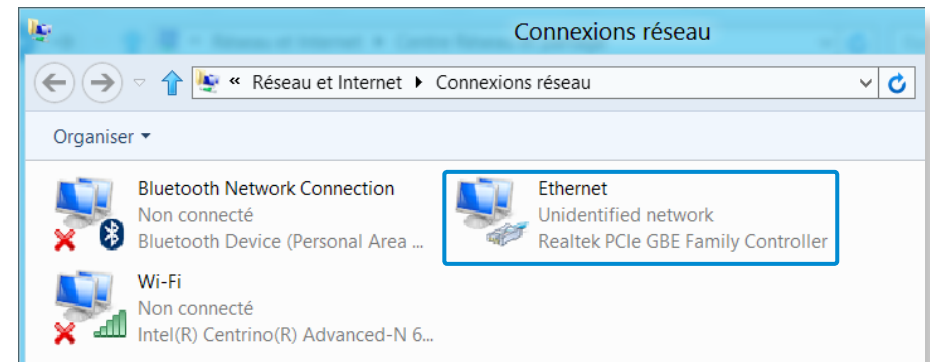 Connexions réseau
« Réseau et Internet Connexions réseau
Organiser
Bluetooth Network Connection
Non connecté
Bluetooth Device (Personal Area ...
Ethernet
Unidentified network
Realtek PCIe GBE Family Controller
Wi-Fi
Non connecté
Intel(R) Centrino(R) Advanced-N 6...